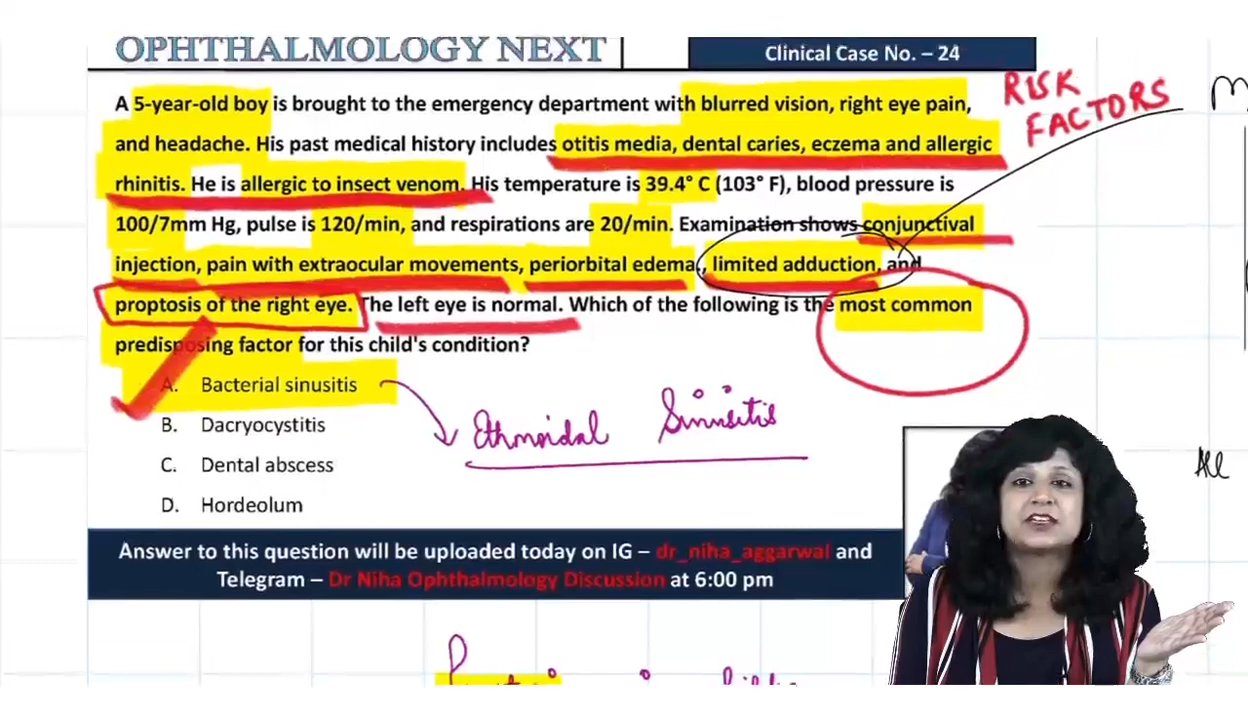 OPHTHALMOLOGY NEXT
Clinical Case No. – 24
A 5-year-old boy is brought to the emergency department with blurred vision, right eye pain,
and headache. His past medical history includes otitis media, dental caries, eczema and allergic
rhinitis. He is allergic to insect venom. His temperature is 39.4° C (103° F), blood pressure is
100/7mm Hg, pulse is 120/min, and respirations are 20/min. Examination shows conjunctival
injection, pain with extraocular movements, periorbital edema, limited adduction, and
proptosis of the right eye. The left eye is normal. Which of the following is the most common
predisposing factor for this child's condition?
RISK
FACTORS
M
A. Bacterial sinusitis
B. Dacryocystitis
C. Dental abscess
D. Hordeolum
Ethmoidal Sinusitis
All
Answer to this question will be uploaded today on IG – dr_niha_aggarwal and
Telegram – Dr Niha Ophthalmology Discussion at 6:00 pm